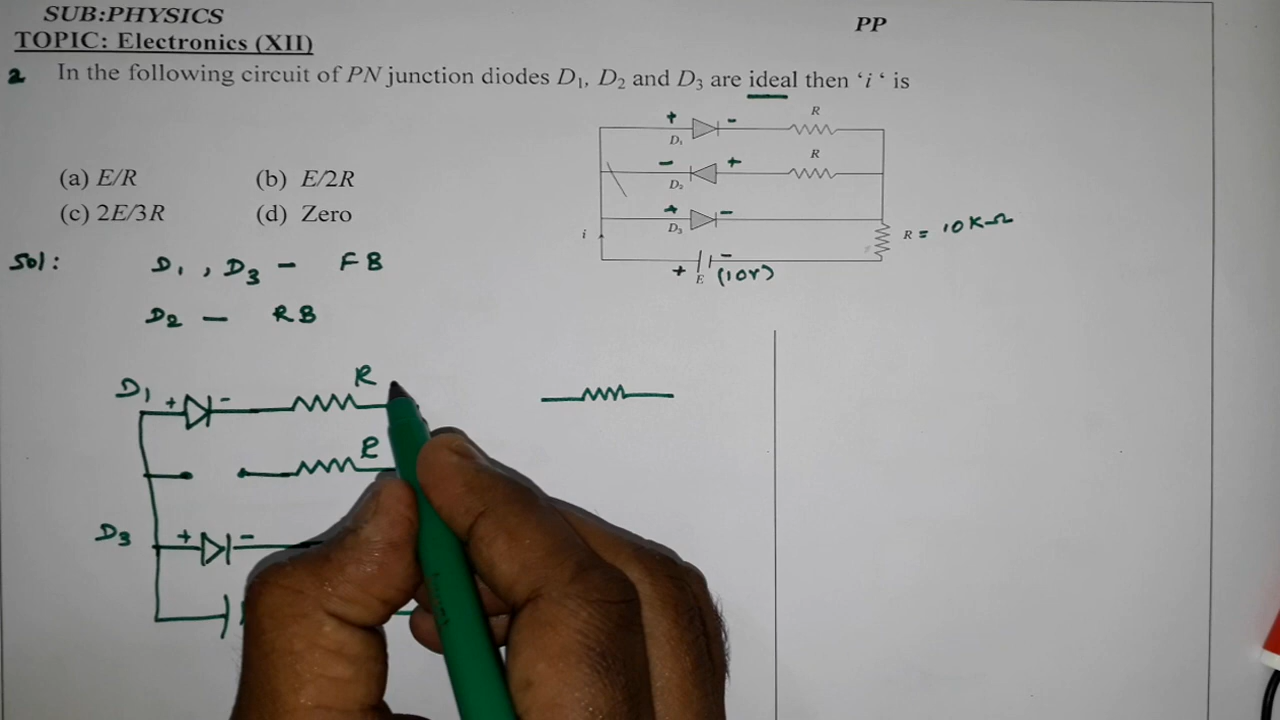 SUB:PHYSICS
PP
TOPIC: Electronics (XII)
2 In the following circuit of PN junction diodes D₁, D₂ and D₃ are ideal then ‘i ‘ is
(a) E/R (b) E/2R
(c) 2E/3R (d) Zero
+ - R
D₁
- + R
D₂
+ -
D₃
i R = 10KΩ
+ - E (10V)
Sol: D₁ , D₃ - FB
D₂ - RB
D₁ + - R
R
D₃ + -